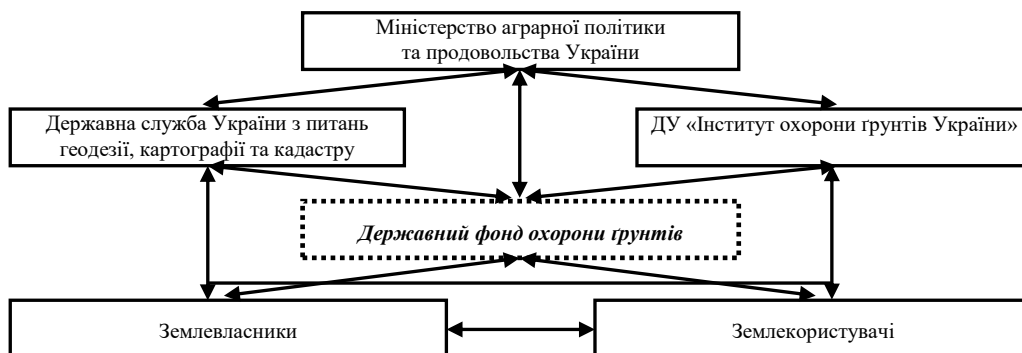 Міністерство аграрної політики
та продовольства України
Державна служба України з питань
геодезії, картографії та кадастру
ДУ «Інститут охорони ґрунтів України»
Державний фонд охорони ґрунтів
Землевласники
Землекористувачі